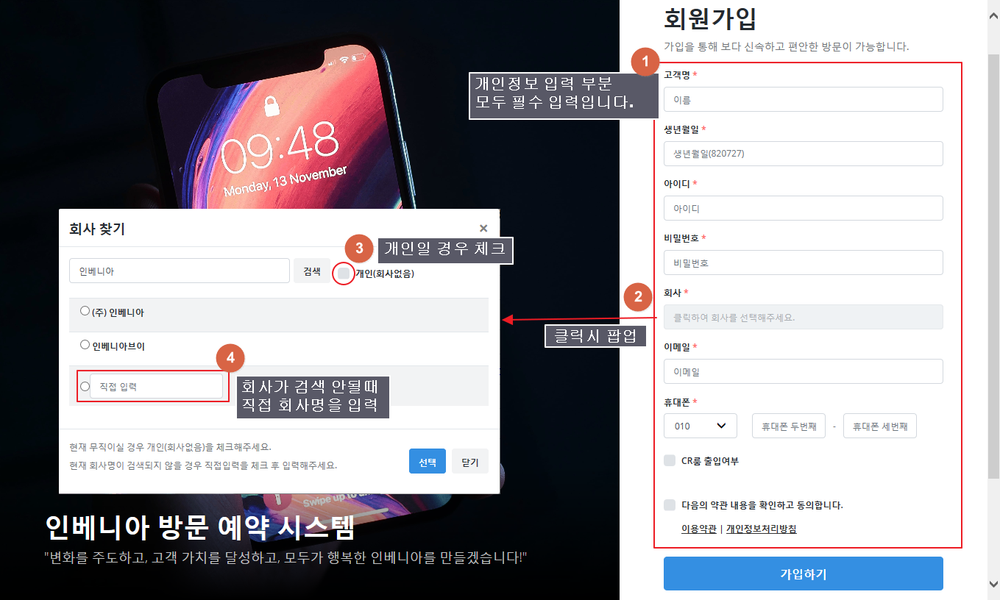 회원가입
가입을 통해 보다 신속하고 편안한 방문이 가능합니다.
1
개인정보 입력 부분
모두 필수 입력입니다.
고객명 *
이름
생년월일 *
생년월일(820727)
아이디 *
아이디
비밀번호 *
비밀번호
2
회사 *
클릭하여 회사를 선택해주세요.
클릭시 팝업
이메일 *
이메일
휴대폰 *
010
휴대폰 두번째 - 휴대폰 세번째
CR룸 출입여부
다음의 약관 내용을 확인하고 동의합니다.
이용약관 | 개인정보처리방침
가입하기
09:48
Monday, 13 November
회사 찾기 ×
3
개인일 경우 체크
인베니아 검색 개인(회사없음)
(주) 인베니아
인베니아브이
4
직접 입력
회사가 검색 안될때
직접 회사명을 입력
현재 무직이실 경우 개인(회사없음)을 체크해주세요.
현재 회사명이 검색되지 않을 경우 직접입력을 체크 후 입력해주세요.
선택 닫기
Swipe up to
인베니아 방문 예약 시스템
"변화를 주도하고, 고객 가치를 달성하고, 모두가 행복한 인베니아를 만들겠습니다!"